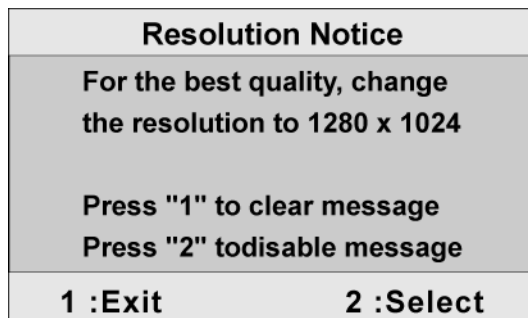 Resolution Notice
For the best quality, change
the resolution to 1280 x 1024
Press "1" to clear message
Press "2" todisable message
1 :Exit 2 :Select